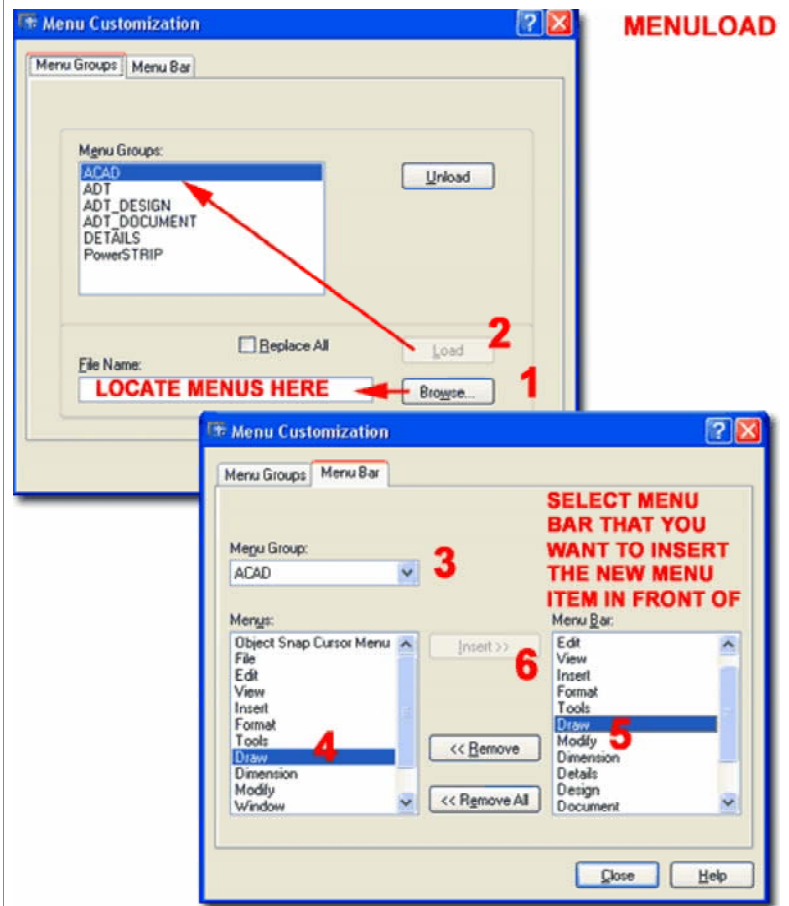 Menu Customization
MENULOAD
Menu Groups
Menu Bar
Menu Groups:
ACAD
ADT
ADT_DESIGN
ADT_DOCUMENT
DETAILS
PowerSTRIP
Unload
Replace All
2
Load
File Name:
LOCATE MENUS HERE
Browse...
1
Menu Customization
Menu Groups
Menu Bar
SELECT MENU
BAR THAT YOU
WANT TO INSERT
THE NEW MENU
ITEM IN FRONT OF
Menu Group:
ACAD
3
Menus:
Object Snap Cursor Menu
File
Edit
View
Insert
Format
Tools
Draw
Dimension
Modify
Window
4
Insert >>
6
<< Remove
<< Remove All
Menu Bar:
Edit
View
Insert
Format
Tools
Draw
Modify
Dimension
Details
Design
Document
5
Close
Help